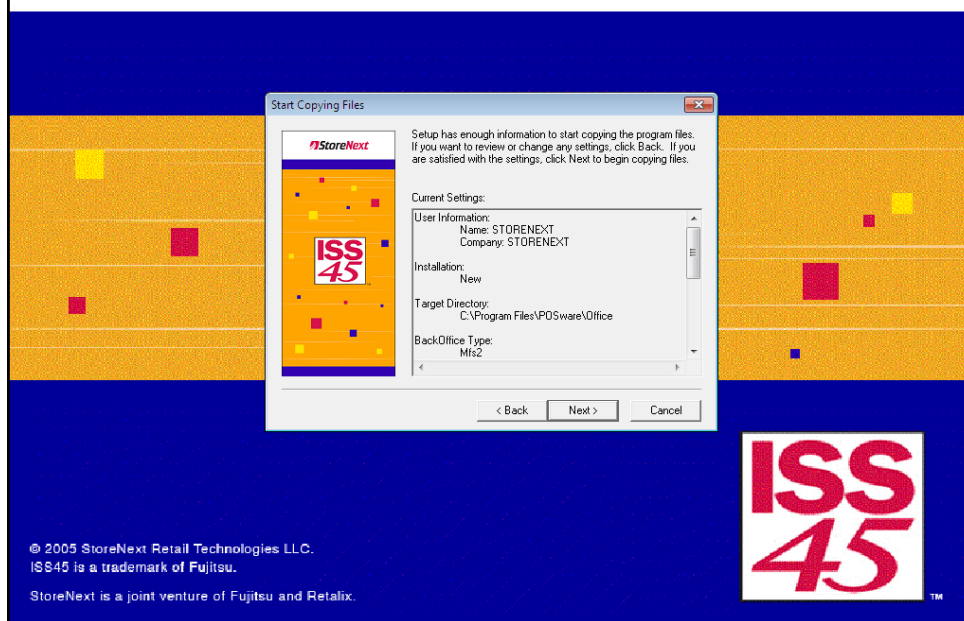 Start Copying Files
StoreNext
ISS
45
Setup has enough information to start copying the program files.
If you want to review or change any settings, click Back. If you
are satisfied with the settings, click Next to begin copying files.
Current Settings:
User Information:
Name: STORENEXT
Company: STORENEXT
Installation:
New
Target Directory:
C:\Program Files\POSware\Office
BackOffice Type:
Mfs2
< Back
Next >
Cancel
ISS
45
TM
© 2005 StoreNext Retail Technologies LLC.
ISS45 is a trademark of Fujitsu.
StoreNext is a joint venture of Fujitsu and Retalix.